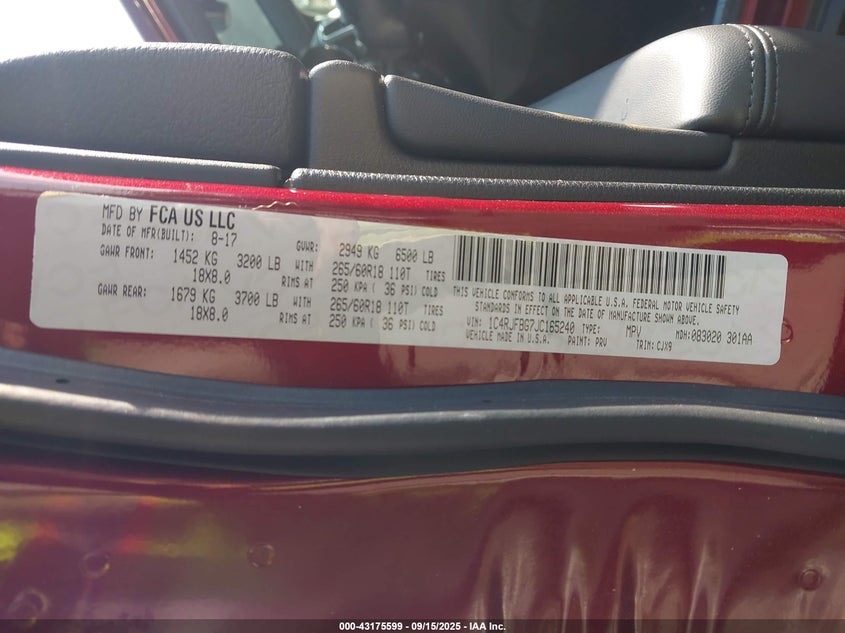 MFD BY FCA US LLC
DATE OF MFR(BUILT): 8-17 GVWR: 2949 KG 6500 LB
GAWR FRONT: 1452 KG 3200 LB WITH 265/60R18 110T TIRES
18X8.0 RIMS AT 250 KPA ( 36 PSI) COLD
GAWR REAR: 1679 KG 3700 LB WITH 265/60R18 110T TIRES
18X8.0 RIMS AT 250 KPA ( 36 PSI) COLD
THIS VEHICLE CONFORMS TO ALL APPLICABLE U.S.A. FEDERAL MOTOR VEHICLE SAFETY
STANDARDS IN EFFECT ON THE DATE OF MANUFACTURE SHOWN ABOVE.
VIN: 1C4RJFBG7JC165240 TYPE: MPV MDH: 083020 301AA
VEHICLE MADE IN U.S.A. PAINT: PRV TRIM: CJX9
000-43175599 - 09/15/2025 - IAA Inc.